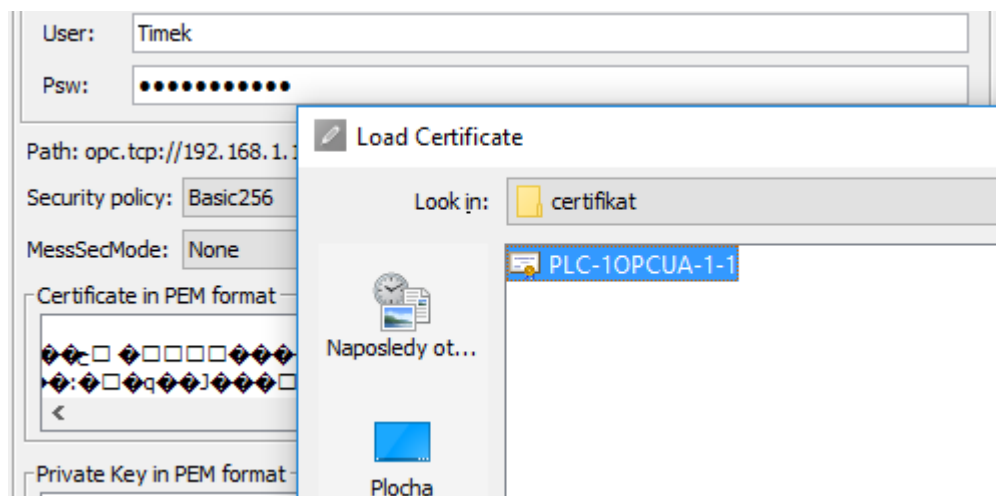 User: Timek
Psw: ●●●●●●●●●●●
Load Certificate
Path: opc.tcp://192.168.1.1
Security policy: Basic256
Look in: certifikat
MessSecMode: None
PLC-1OPCUA-1-1
Certificate in PEM format
Naposledy ot...
Private Key in PEM format
Plocha